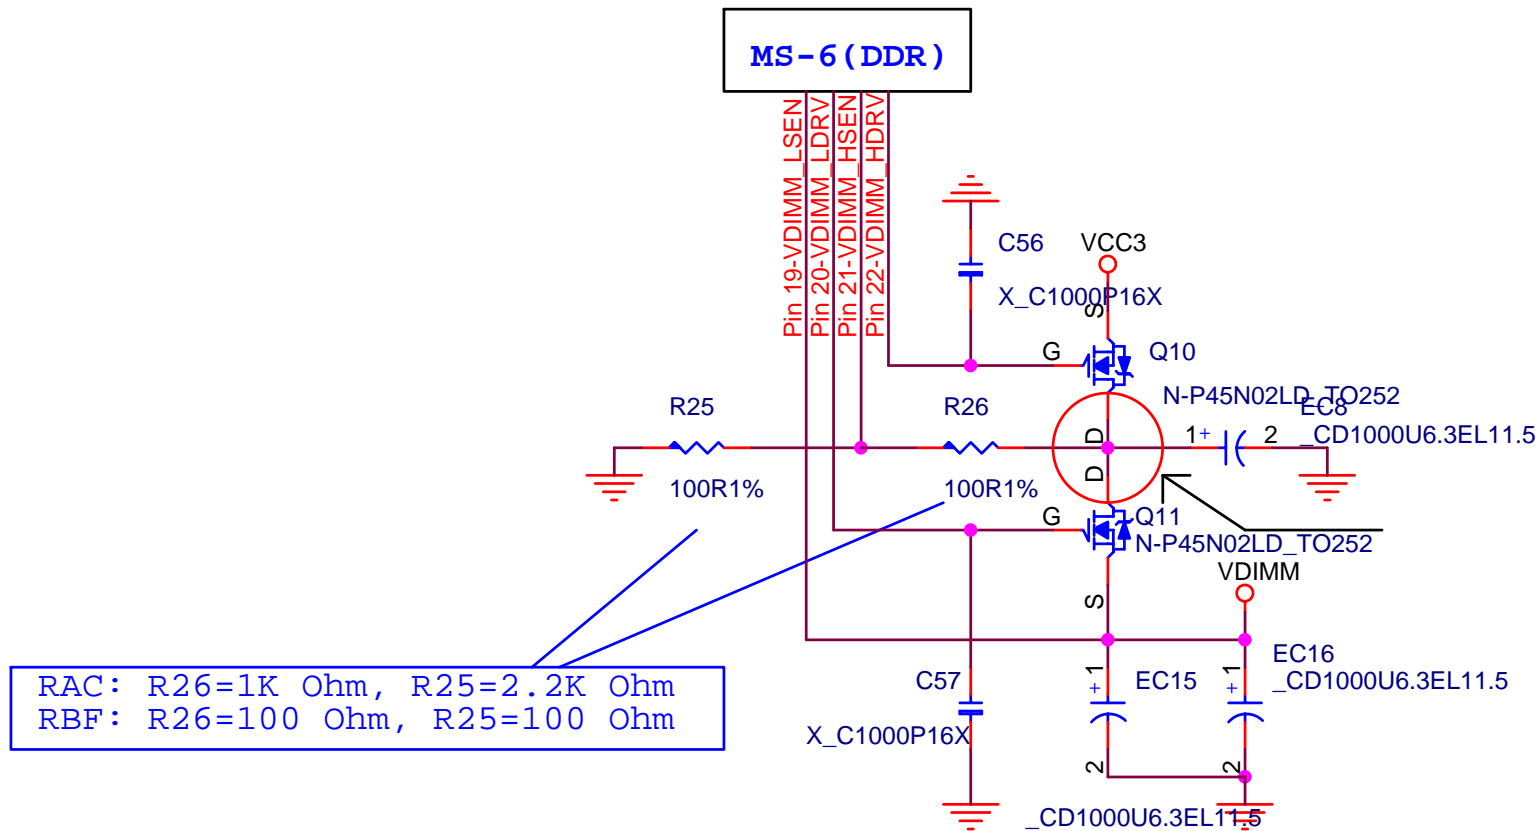 MS-6(DDR)
Pin 19-VDIMM_LSEN
Pin 20-VDIMM_LDRV
Pin 21-VDIMM_HSEN
Pin 22-VDIMM_HDRV
C56
VCC3
X_C1000P16X
S
G
Q10
N-P45N02LD_TO252
R25
R26
EC8
D
1
+
2
_CD1000U6.3EL11.5
D
100R1%
100R1%
G
Q11
N-P45N02LD_TO252
VDIMM
S
RAC: R26=1K Ohm, R25=2.2K Ohm
RBF: R26=100 Ohm, R25=100 Ohm
C57
X_C1000P16X
1
+
EC15
1
+
EC16
_CD1000U6.3EL11.5
2
2
_CD1000U6.3EL11.5